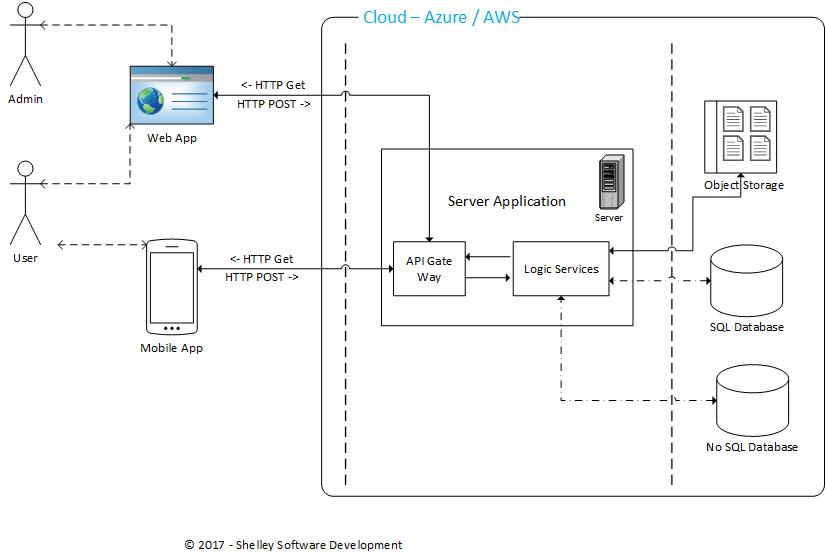 Cloud – Azure / AWS
<- HTTP Get
HTTP POST ->
Admin
Web App
Object Storage
Server Application
Server
User
<- HTTP Get
HTTP POST ->
API Gate
Way
Logic Services
SQL Database
Mobile App
No SQL Database
© 2017 - Shelley Software Development